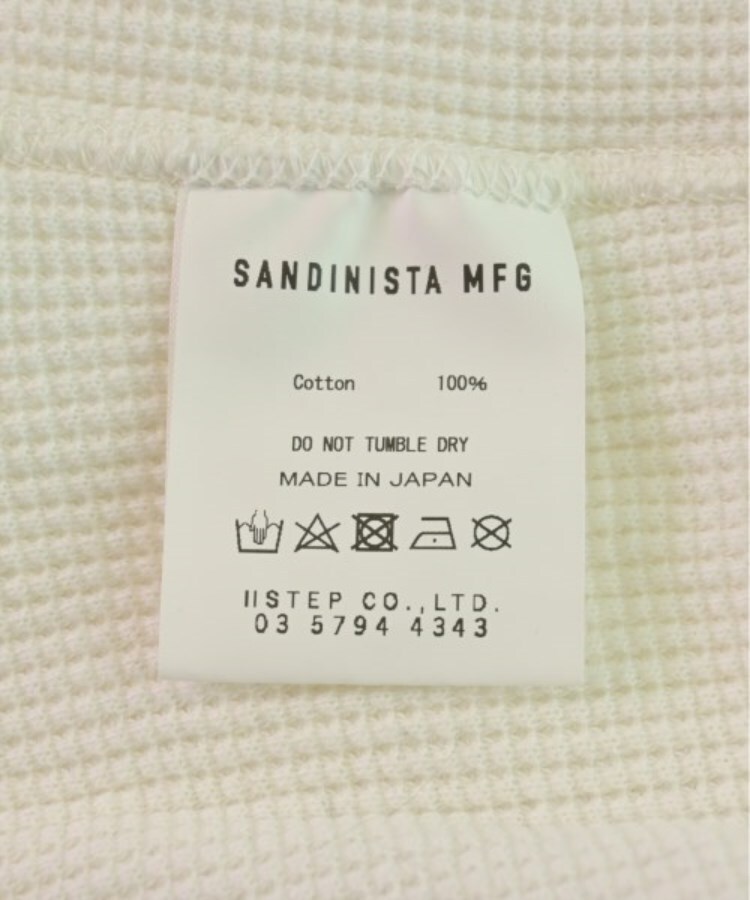 SANDINISTA MFG
Cotton 100%
DO NOT TUMBLE DRY
MADE IN JAPAN
IISTEP CO.,LTD.
03 5794 4343